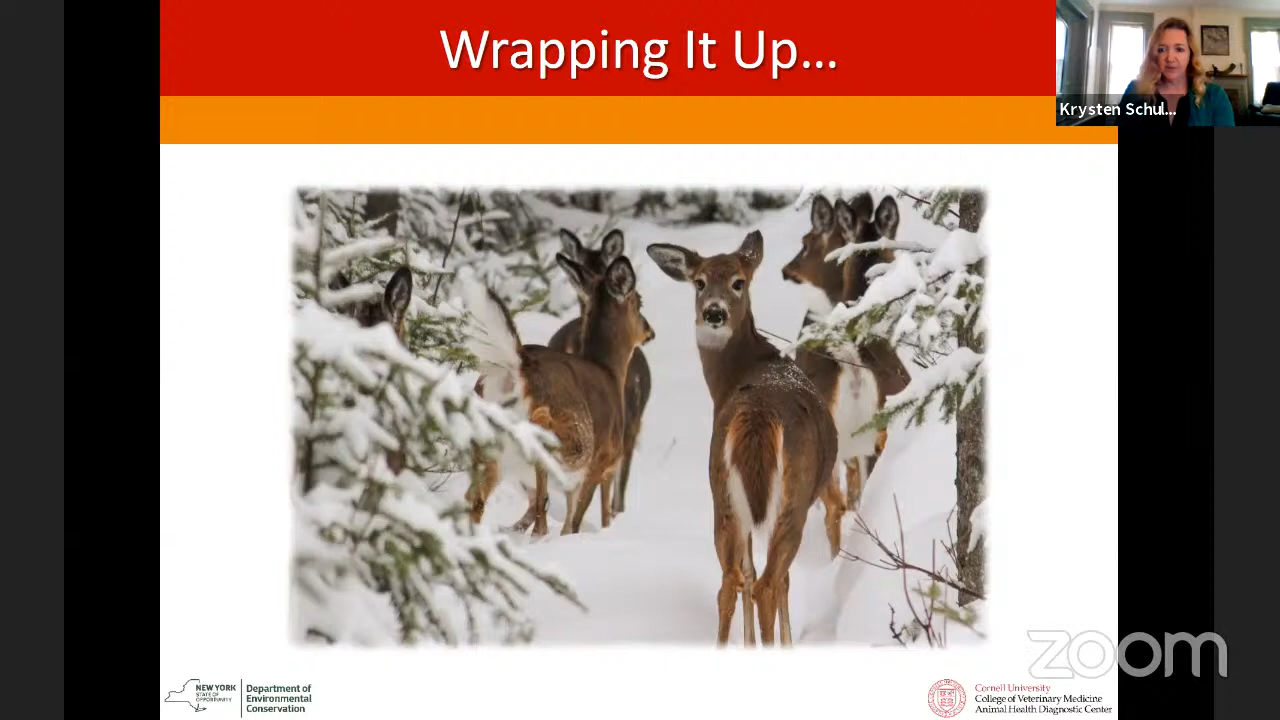 Wrapping It Up...
Krysten Schul...
zoom
NEW YORK
STATE OF
OPPORTUNITY
Department of
Environmental
Conservation
Cornell University
College of Veterinary Medicine
Animal Health Diagnostic Center